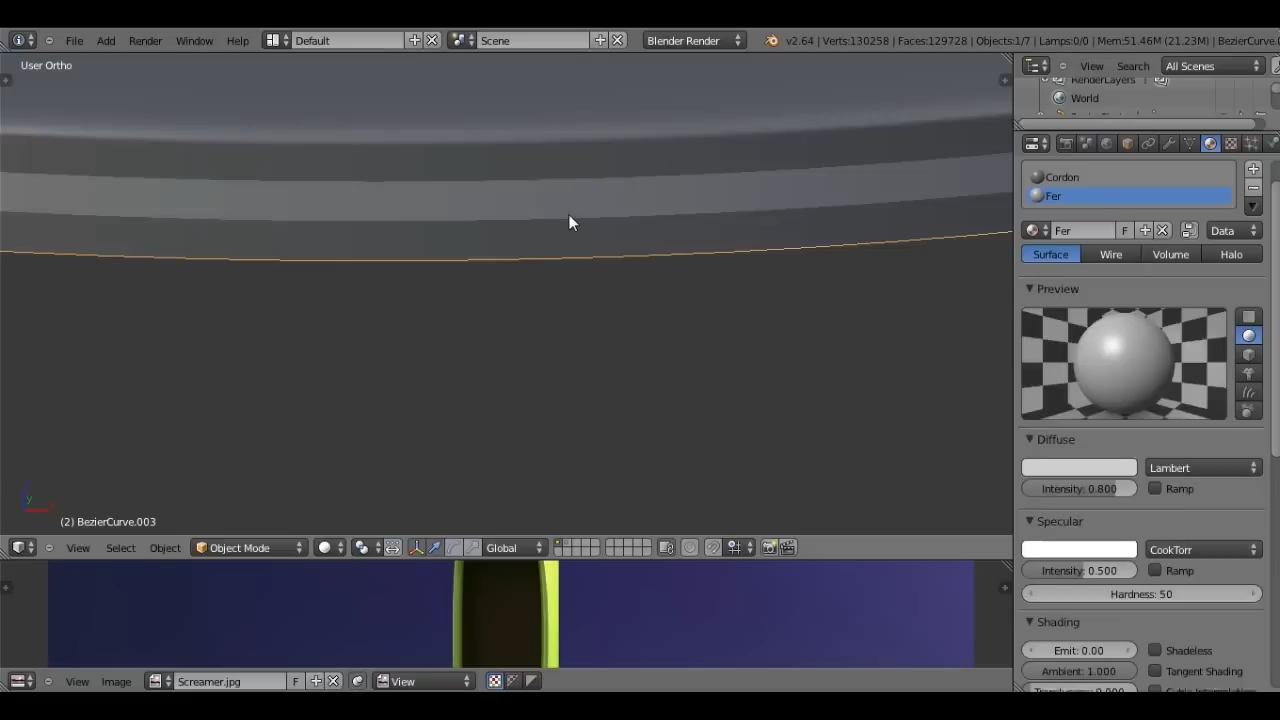 File Add Render Window Help Default Scene Blender Render v2.64 | Verts:130258 | Faces:129728 | Objects:1/7 | Lamps:0/0 | Mem:51.46M (21.23M) | BezierCurve.0
User Ortho
View Search All Scenes
RenderLayers
World
Cordon
Fer
Fer F Data
Surface Wire Volume Halo
Preview
Diffuse
Lambert
Intensity: 0.800 Ramp
Specular
CookTorr
Intensity: 0.500 Ramp
Hardness: 50
Shading
Emit: 0.00 Shadeless
Ambient: 1.000 Tangent Shading
y
(2) BezierCurve.003
View Select Object Object Mode Global
View Image Screamer.jpg F View